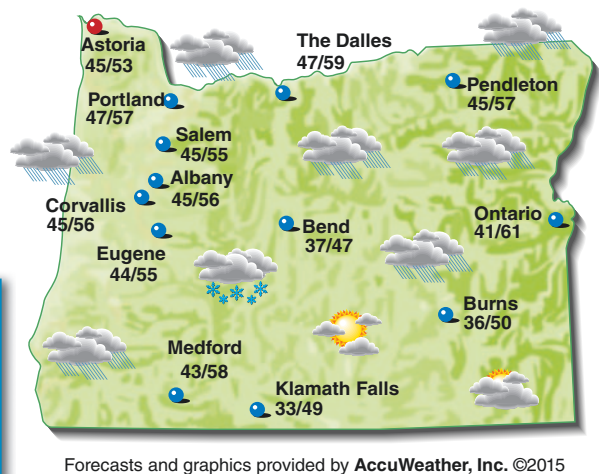 Astoria
45/53
The Dalles
47/59
Portland
47/57
Pendleton
45/57
Salem
45/55
Albany
45/56
Corvallis
45/56
Eugene
44/55
Bend
37/47
Ontario
41/61
Burns
36/50
Medford
43/58
Klamath Falls
33/49
Forecasts and graphics provided by AccuWeather, Inc. ©2015